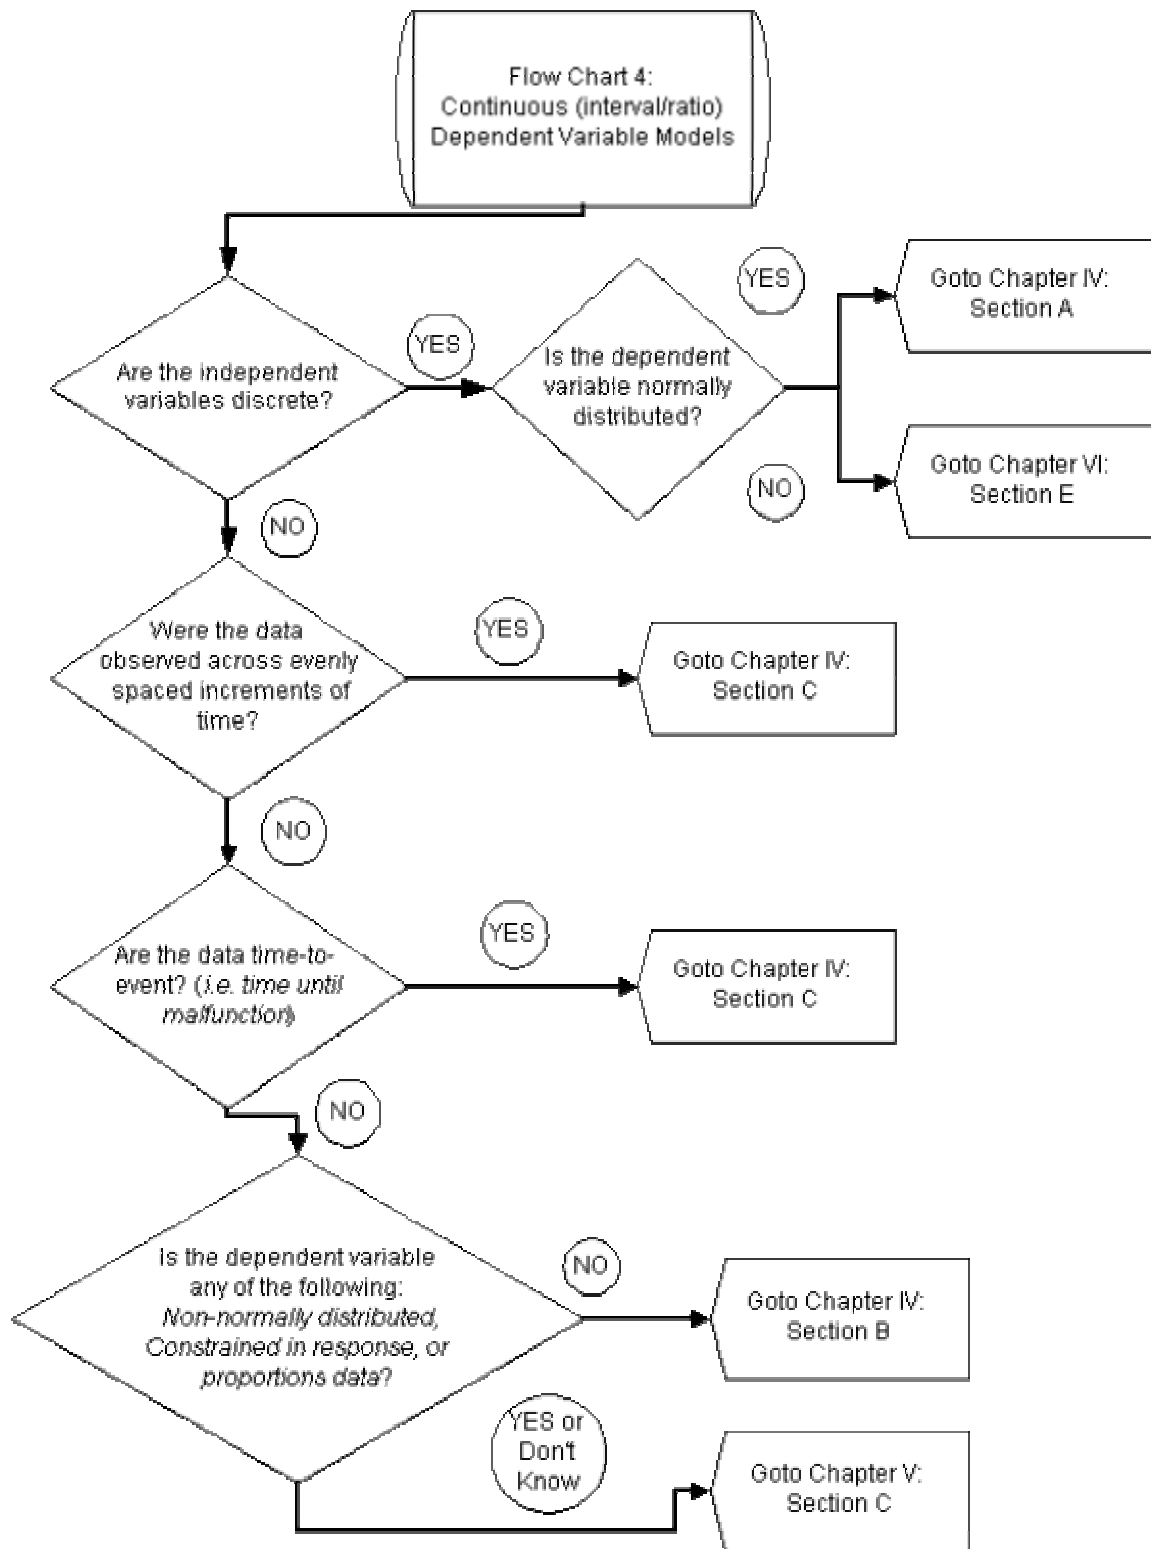 Flow Chart 4:
Continuous (interval/ratio)
Dependent Variable Models
Are the independent
variables discrete?
YES
Is the dependent
variable normally
distributed?
YES
Goto Chapter IV:
Section A
NO
Goto Chapter VI:
Section E
NO
Were the data
observed across evenly
spaced increments of
time?
YES
Goto Chapter IV:
Section C
NO
Are the data time-to-
event? (i.e. time until
malfunction)
YES
Goto Chapter IV:
Section C
NO
Is the dependent variable
any of the following:
Non-normally distributed,
Constrained in response, or
proportions data?
NO
Goto Chapter IV:
Section B
YES or
Don't
Know
Goto Chapter V:
Section C